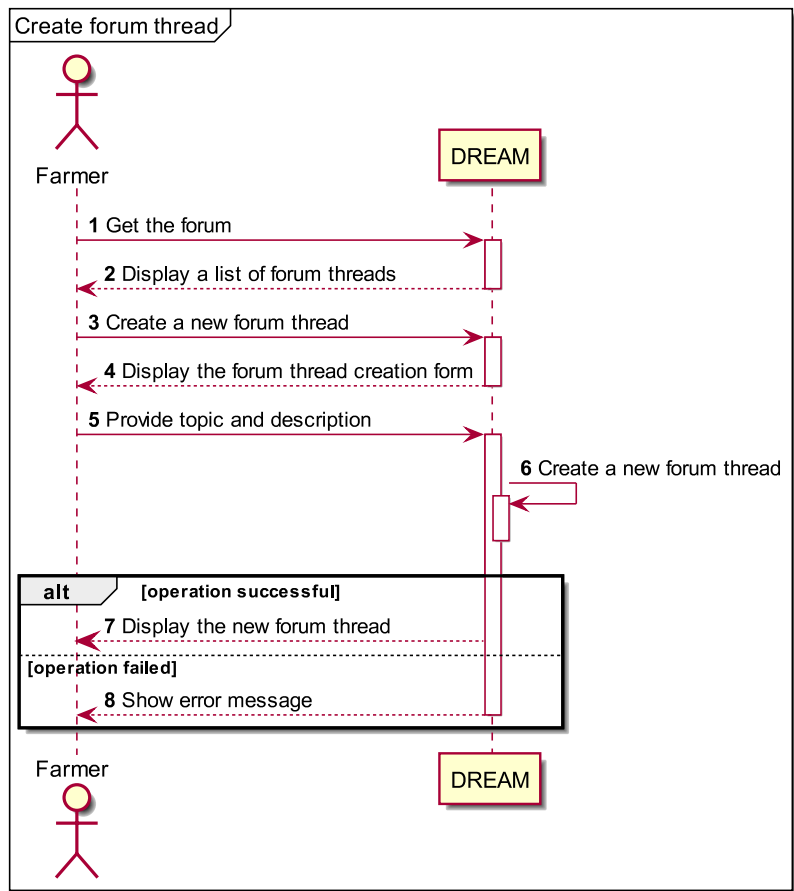 Create forum thread
Farmer
DREAM
1 Get the forum
2 Display a list of forum threads
3 Create a new forum thread
4 Display the forum thread creation form
5 Provide topic and description
6 Create a new forum thread
alt [operation successful]
7 Display the new forum thread
[operation failed]
8 Show error message
Farmer
DREAM